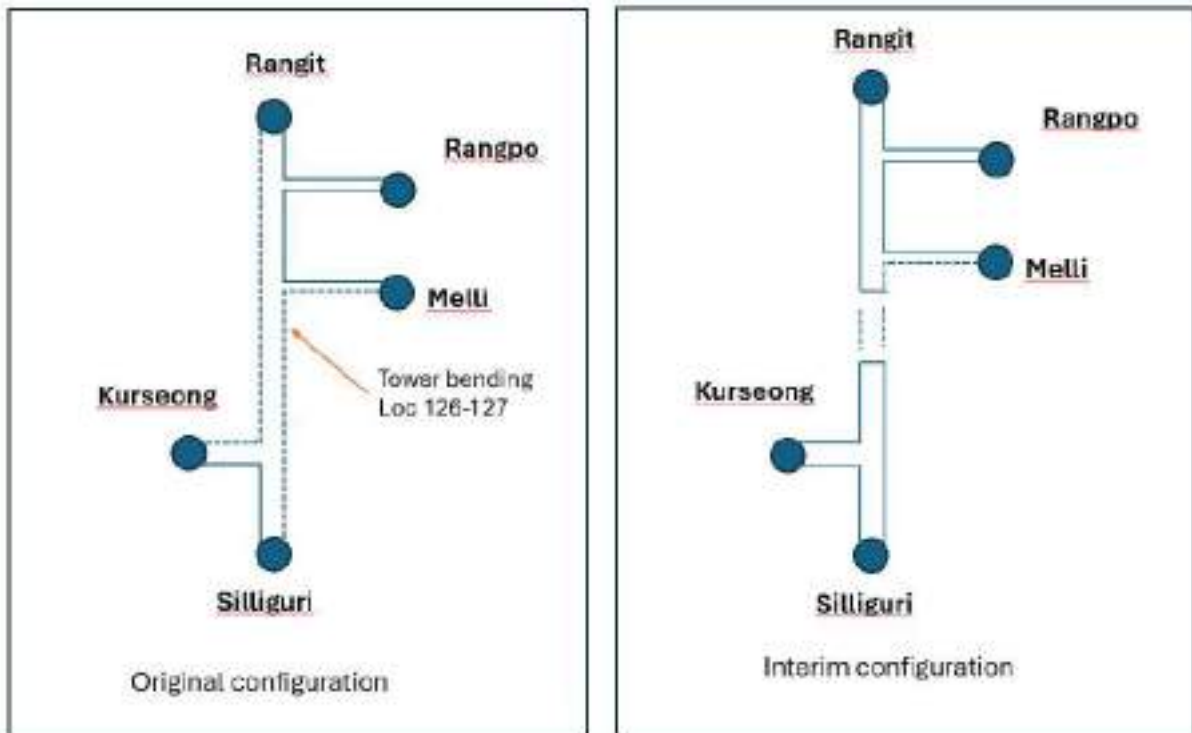 Rangit
Rangpo
Melli
Tower bending
Loc 126-127
Kurseong
Silliguri
Original configuration
Rangit
Rangpo
Melli
Kurseong
Silliguri
Interim configuration